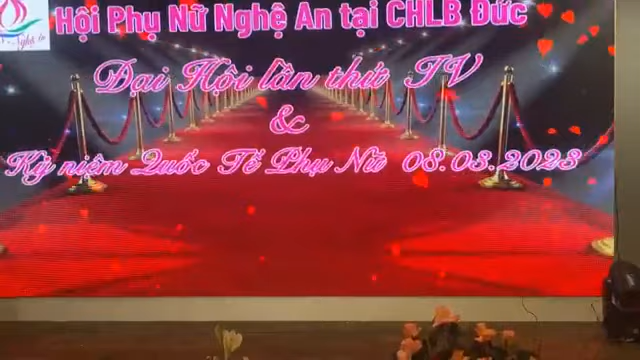 Hội Phụ Nữ Nghệ An tại CHLB Đức
Đại Hội lần thứ IV
&
Kỷ niệm Quốc Tế Phụ Nữ 08.03.2023